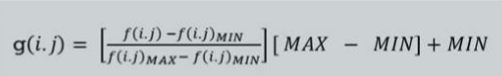 g(i.j) = [ f(i.j) –f(i.j)MIN / f(i.j)MAX– f(i.j)MIN ] [ MAX – MIN] + MIN